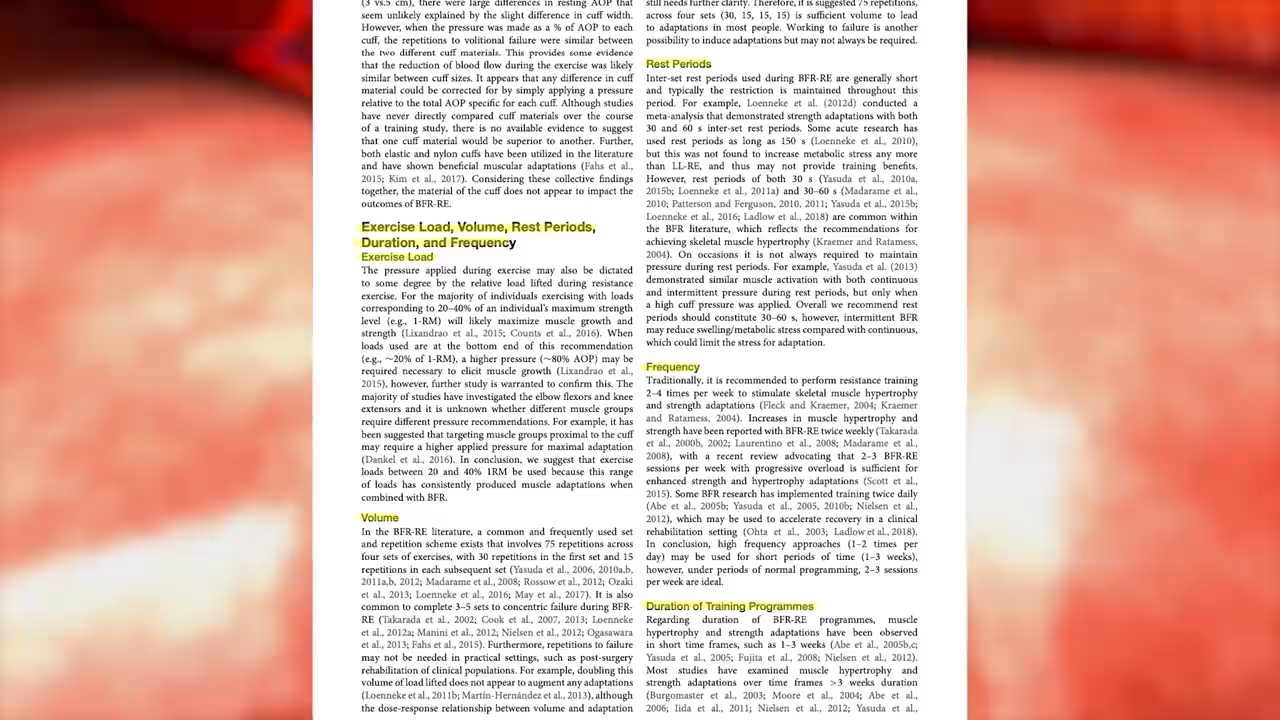 (3 vs.5 cm), there were large differences in resting AOP that
seem unlikely explained by the slight difference in cuff width.
However, when the pressure was made as a % of AOP to each
cuff, the repetitions to volitional failure were similar between
the two different cuff materials. This provides some evidence
that the reduction of blood flow during the exercise was likely
similar between cuff sizes. It appears that any difference in cuff
material could be corrected for by simply applying a pressure
relative to the total AOP specific for each cuff. Although studies
have never directly compared cuff materials over the course
of a training study, there is no available evidence to suggest
that one cuff material would be superior to another. Further,
both elastic and nylon cuffs have been utilized in the literature
and have shown beneficial muscular adaptations (Fahs et al.,
2015; Kim et al., 2017). Considering these collective findings
together, the material of the cuff does not appear to impact the
outcomes of BFR-RE.
Exercise Load, Volume, Rest Periods,
Duration, and Frequency
Exercise Load
The pressure applied during exercise may also be dictated
to some degree by the relative load lifted during resistance
exercise. For the majority of individuals exercising with loads
corresponding to 20–40% of an individual's maximum strength
level (e.g., 1-RM) will likely maximize muscle growth and
strength (Lixandrao et al., 2015; Counts et al., 2016). When
loads used are at the bottom end of this recommendation
(e.g., ~20% of 1-RM), a higher pressure (~80% AOP) may be
required necessary to elicit muscle growth (Lixandrao et al.,
2015), however, further study is warranted to confirm this. The
majority of studies have investigated the elbow flexors and knee
extensors and it is unknown whether different muscle groups
require different pressure recommendations. For example, it has
been suggested that targeting muscle groups proximal to the cuff
may require a higher applied pressure for maximal adaptation
(Dankel et al., 2016). In conclusion, we suggest that exercise
loads between 20 and 40% 1RM be used because this range
of loads has consistently produced muscle adaptations when
combined with BFR.
Volume
In the BFR-RE literature, a common and frequently used set
and repetition scheme exists that involves 75 repetitions across
four sets of exercises, with 30 repetitions in the first set and 15
repetitions in each subsequent set (Yasuda et al., 2006, 2010a,b,
2011a,b, 2012; Madarame et al., 2008; Rossow et al., 2012; Ozaki
et al., 2013; Loenneke et al., 2016; May et al., 2017). It is also
common to complete 3–5 sets to concentric failure during BFR-
RE (Takarada et al., 2002; Cook et al., 2007, 2013; Loenneke
et al., 2012a; Manini et al., 2012; Nielsen et al., 2012; Ogasawara
et al., 2013; Fahs et al., 2015). Furthermore, repetitions to failure
may not be needed in practical settings, such as post-surgery
rehabilitation of clinical populations. For example, doubling this
volume of load lifted does not appear to augment any adaptations
(Loenneke et al., 2011b; Martín-Hernández et al., 2013), although
the dose-response relationship between volume and adaptation
still needs further clarity. Therefore, it is suggested 75 repetitions,
across four sets (30, 15, 15, 15) is sufficient volume to lead
to adaptations in most people. Working to failure is another
possibility to induce adaptations but may not always be required.
Rest Periods
Inter-set rest periods used during BFR-RE are generally short
and typically the restriction is maintained throughout this
period. For example, Loenneke et al. (2012d) conducted a
meta-analysis that demonstrated strength adaptations with both
30 and 60 s inter-set rest periods. Some acute research has
used rest periods as long as 150 s (Loenneke et al., 2010),
but this was not found to increase metabolic stress any more
than LL-RE, and thus may not provide training benefits.
However, rest periods of both 30 s (Yasuda et al., 2010a,
2015b; Loenneke et al., 2011a) and 30–60 s (Madarame et al.,
2010; Patterson and Ferguson, 2010, 2011; Yasuda et al., 2015b;
Loenneke et al., 2016; Ladlow et al., 2018) are common within
the BFR literature, which reflects the recommendations for
achieving skeletal muscle hypertrophy (Kraemer and Ratamess,
2004). On occasions it is not always required to maintain
pressure during rest periods. For example, Yasuda et al. (2013)
demonstrated similar muscle activation with both continuous
and intermittent pressure during rest periods, but only when
a high cuff pressure was applied. Overall we recommend rest
periods should constitute 30–60 s, however, intermittent BFR
may reduce swelling/metabolic stress compared with continuous,
which could limit the stress for adaptation.
Frequency
Traditionally, it is recommended to perform resistance training
2–4 times per week to stimulate skeletal muscle hypertrophy
and strength adaptations (Fleck and Kraemer, 2004; Kraemer
and Ratamess, 2004). Increases in muscle hypertrophy and
strength have been reported with BFR-RE twice weekly (Takarada
et al., 2000b, 2002; Laurentino et al., 2008; Madarame et al.,
2008), with a recent review advocating that 2–3 BFR-RE
sessions per week with progressive overload is sufficient for
enhanced strength and hypertrophy adaptations (Scott et al.,
2015). Some BFR research has implemented training twice daily
(Abe et al., 2005b; Yasuda et al., 2005, 2010b; Nielsen et al.,
2012), which may be used to accelerate recovery in a clinical
rehabilitation setting (Ohta et al., 2003; Ladlow et al., 2018).
In conclusion, high frequency approaches (1–2 times per
day) may be used for short periods of time (1–3 weeks),
however, under periods of normal programming, 2–3 sessions
per week are ideal.
Duration of Training Programmes
Regarding duration of BFR-RE programmes, muscle
hypertrophy and strength adaptations have been observed
in short time frames, such as 1–3 weeks (Abe et al., 2005b,c;
Yasuda et al., 2005; Fujita et al., 2008; Nielsen et al., 2012).
Most studies have examined muscle hypertrophy and
strength adaptations over time frames >3 weeks duration
(Burgomaster et al., 2003; Moore et al., 2004; Abe et al.,
2006; Iida et al., 2011; Nielsen et al., 2012; Yasuda et al.,